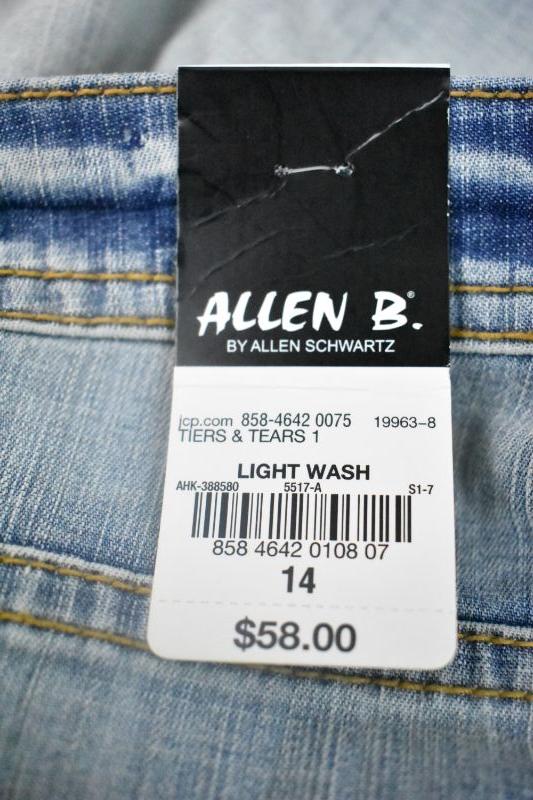 ALLEN B.®
BY ALLEN SCHWARTZ
jcp.com 858-4642 0075 19963-8
TIERS & TEARS 1
LIGHT WASH
AHK-388580 5517-A S1-7
858 4642 0108 07
14
$58.00